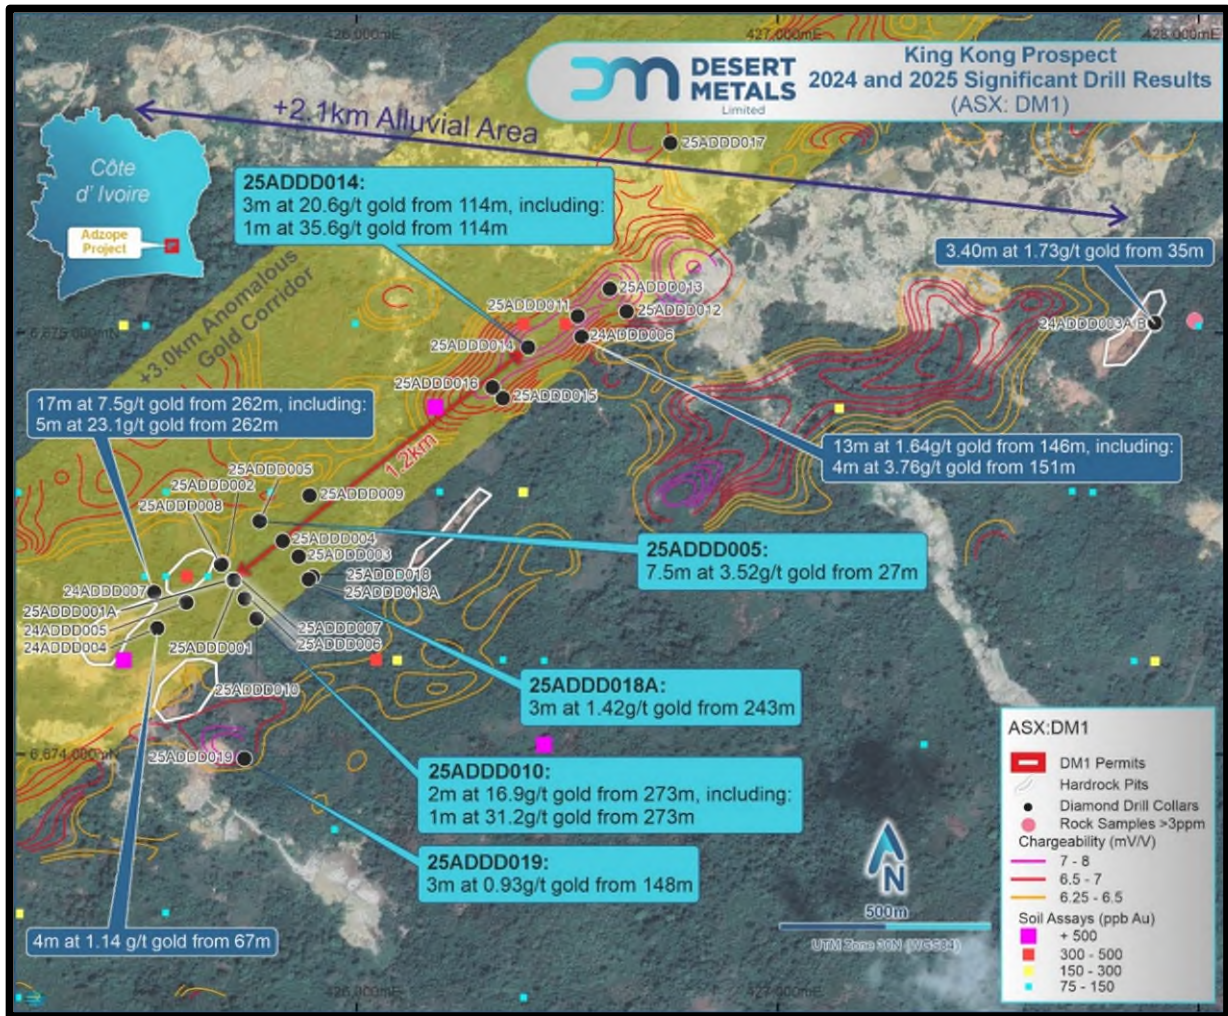 426,000mE
427,000mE
428,000mE
DESERT
METALS
Limited
King Kong Prospect
2024 and 2025 Significant Drill Results
(ASX: DM1)
+2.1km Alluvial Area
Côte
d' Ivoire
Adzope
Project
25ADDD017
25ADDD014:
3m at 20.6g/t gold from 114m, including:
1m at 35.6g/t gold from 114m
3.40m at 1.73g/t gold from 35m
+3.0km Anomalous
Gold Corridor
25ADDD013
25ADDD011
25ADDD012
24ADDD003A,B
24ADDD006
25ADDD014
25ADDD016
25ADDD015
17m at 7.5g/t gold from 262m, including:
5m at 23.1g/t gold from 262m
1.2km
13m at 1.64g/t gold from 146m, including:
4m at 3.76g/t gold from 151m
25ADDD005
25ADDD002
25ADDD008
25ADDD009
25ADDD004
25ADDD003
25ADDD005:
7.5m at 3.52g/t gold from 27m
25ADDD018
25ADDD018A
24ADDD007
25ADDD001A
24ADDD005
24ADDD004
25ADDD001
25ADDD007
25ADDD006
25ADDD010
25ADDD018A:
3m at 1.42g/t gold from 243m
6,674,000mN
25ADDD019
25ADDD010:
2m at 16.9g/t gold from 273m, including:
1m at 31.2g/t gold from 273m
25ADDD019:
3m at 0.93g/t gold from 148m
4m at 1.14 g/t gold from 67m
N
500m
UTM Zone 30N (WGS84)
ASX:DM1
DM1 Permits
Hardrock Pits
Diamond Drill Collars
Rock Samples >3ppm
Chargeability (mV/V)
7 - 8
6.5 - 7
6.25 - 6.5
Soil Assays (ppb Au)
+ 500
300 - 500
150 - 300
75 - 150
426,000mE
427,000mE